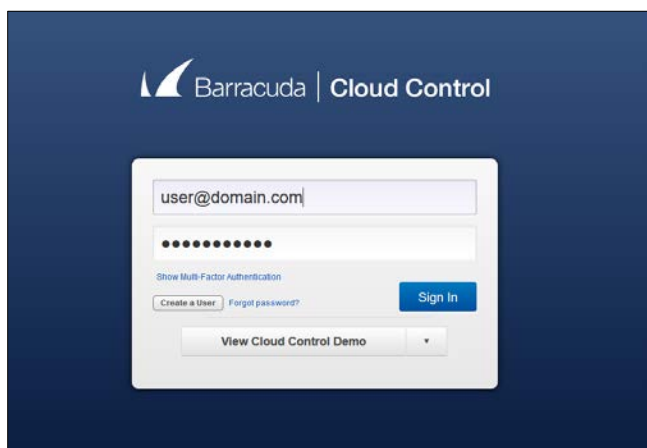 Barracuda | Cloud Control
user@domain.com
●●●●●●●●●●●
Show Multi-Factor Authentication
Create a User Forgot password? Sign In
View Cloud Control Demo ▼